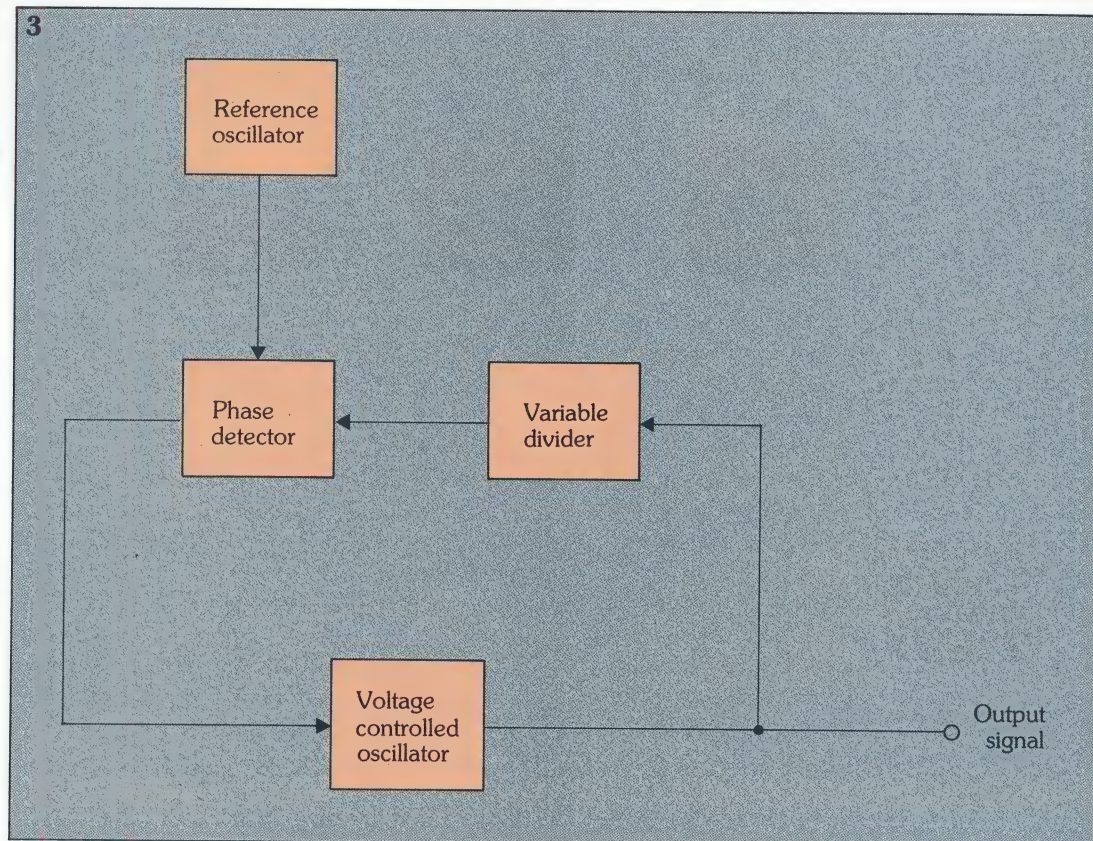 3
Reference
oscillator
Phase
detector
Variable
divider
Voltage
controlled
oscillator
Output
signal